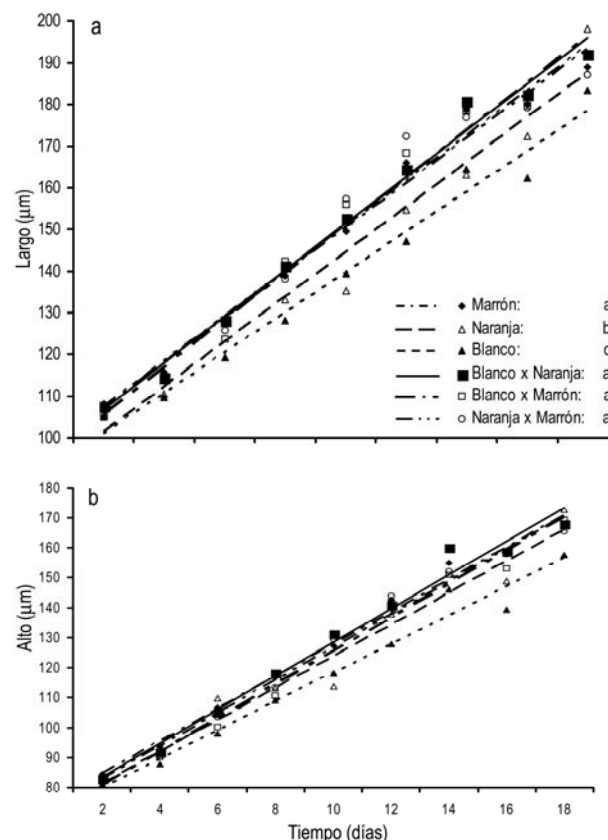 a
200
190
180
170
160
150
140
130
120
110
100
Largo (µm)
Marrón: a
Naranja: b
Blanco:
Blanco x Naranja: a
Blanco x Marrón: a
Naranja x Marrón: a
b
180
170
160
150
140
130
120
110
100
90
80
Alto (µm)
2 4 6 8 10 12 14 16 18
Tiempo (días)